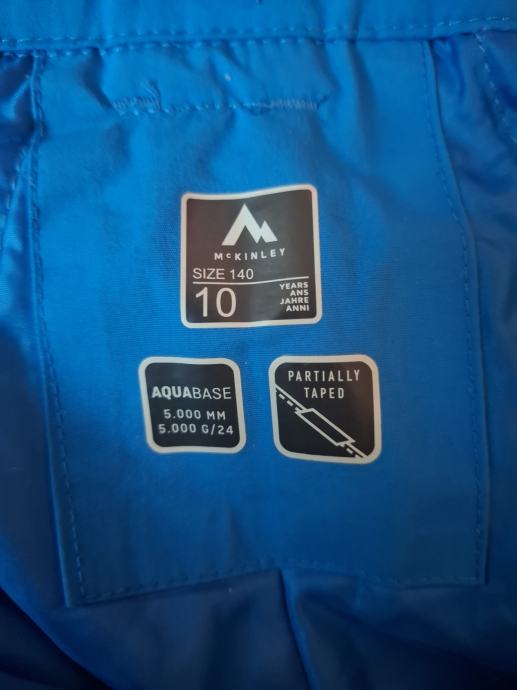 McKINLEY
SIZE 140
10
YEARS
ANS
JAHRE
ANNI
AQUABASE
5.000 MM
5.000 G/24
PARTIALLY
TAPED